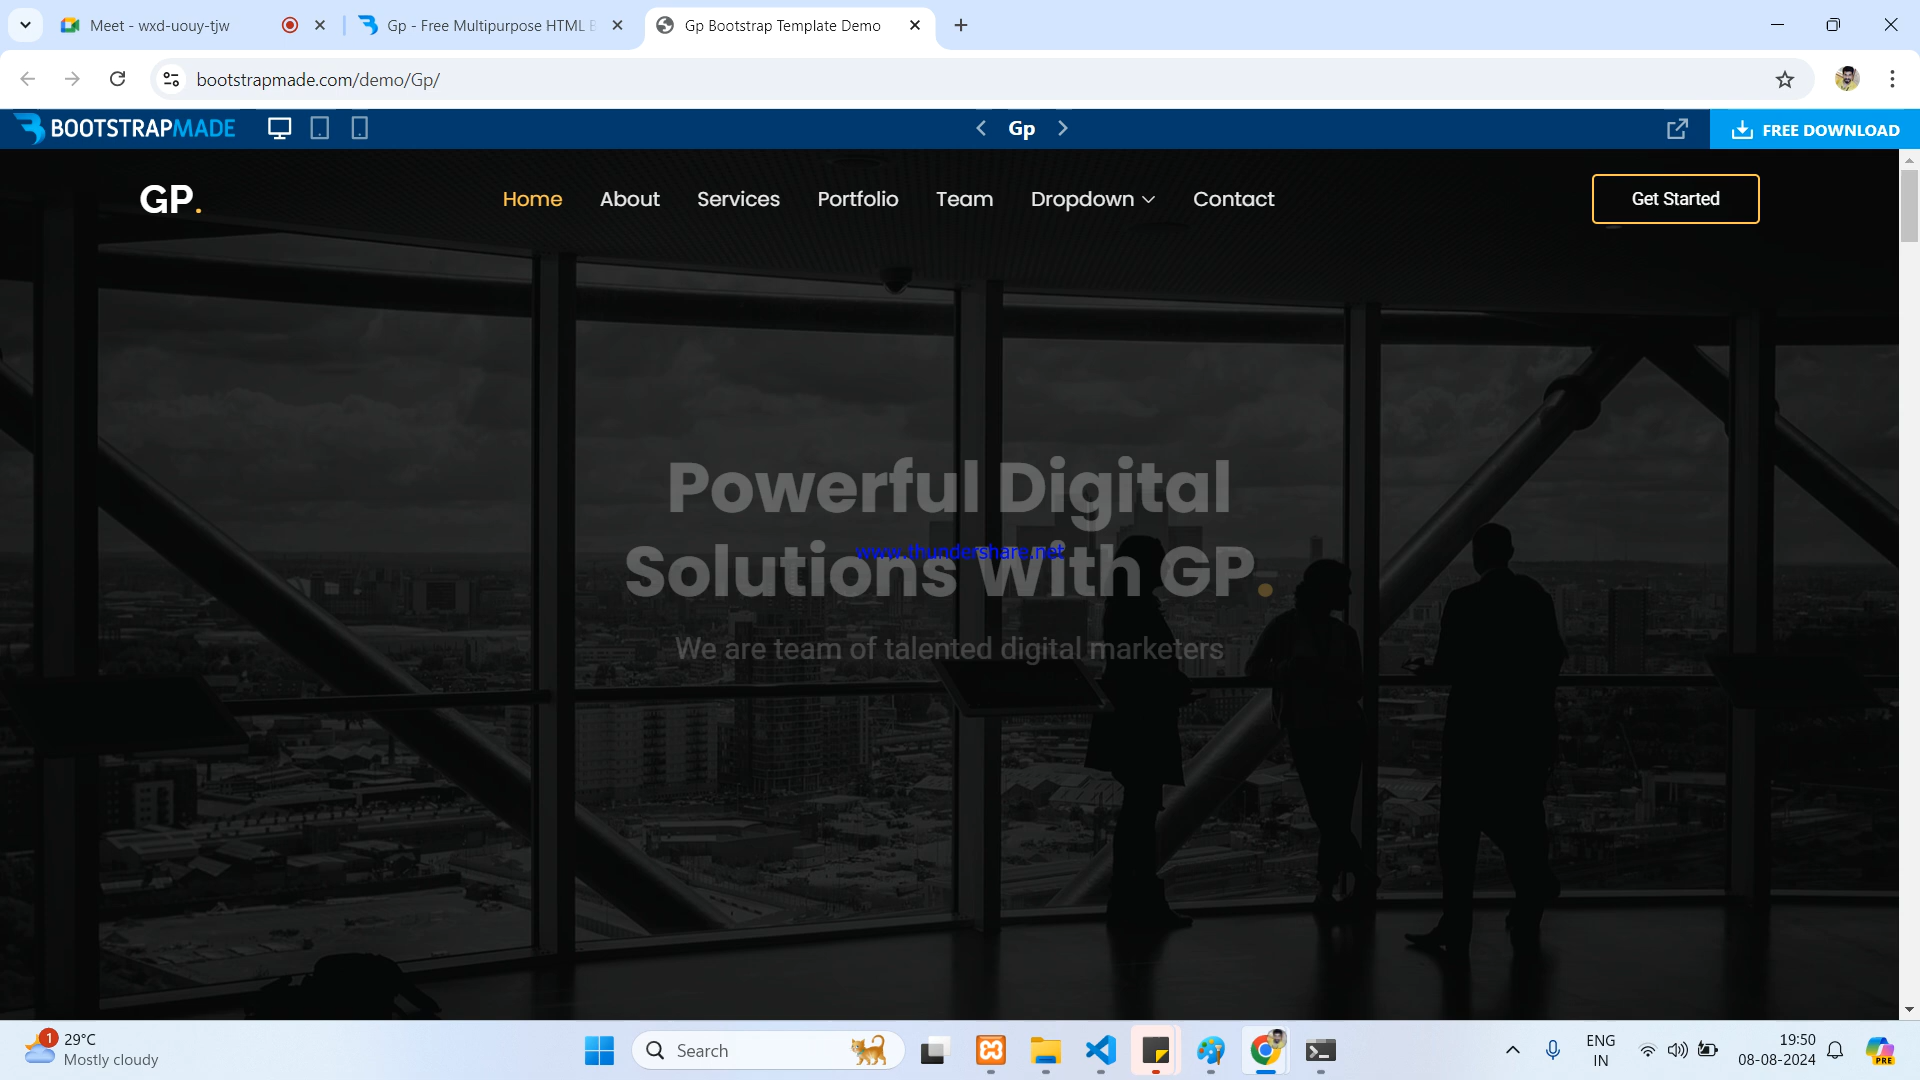 Meet - wxd-uouy-tjw
Gp - Free Multipurpose HTML
Gp Bootstrap Template Demo
bootstrapmade.com/demo/Gp/
BOOTSTRAPMADE
Gp
FREE DOWNLOAD
GP.
Home
About
Services
Portfolio
Team
Dropdown
Contact
Get Started
Powerful Digital
www.thundershare.net
Solutions With GP.
We are team of talented digital marketers
1
29°C
Mostly cloudy
Search
ENG
IN
19:50
08-08-2024
PRE